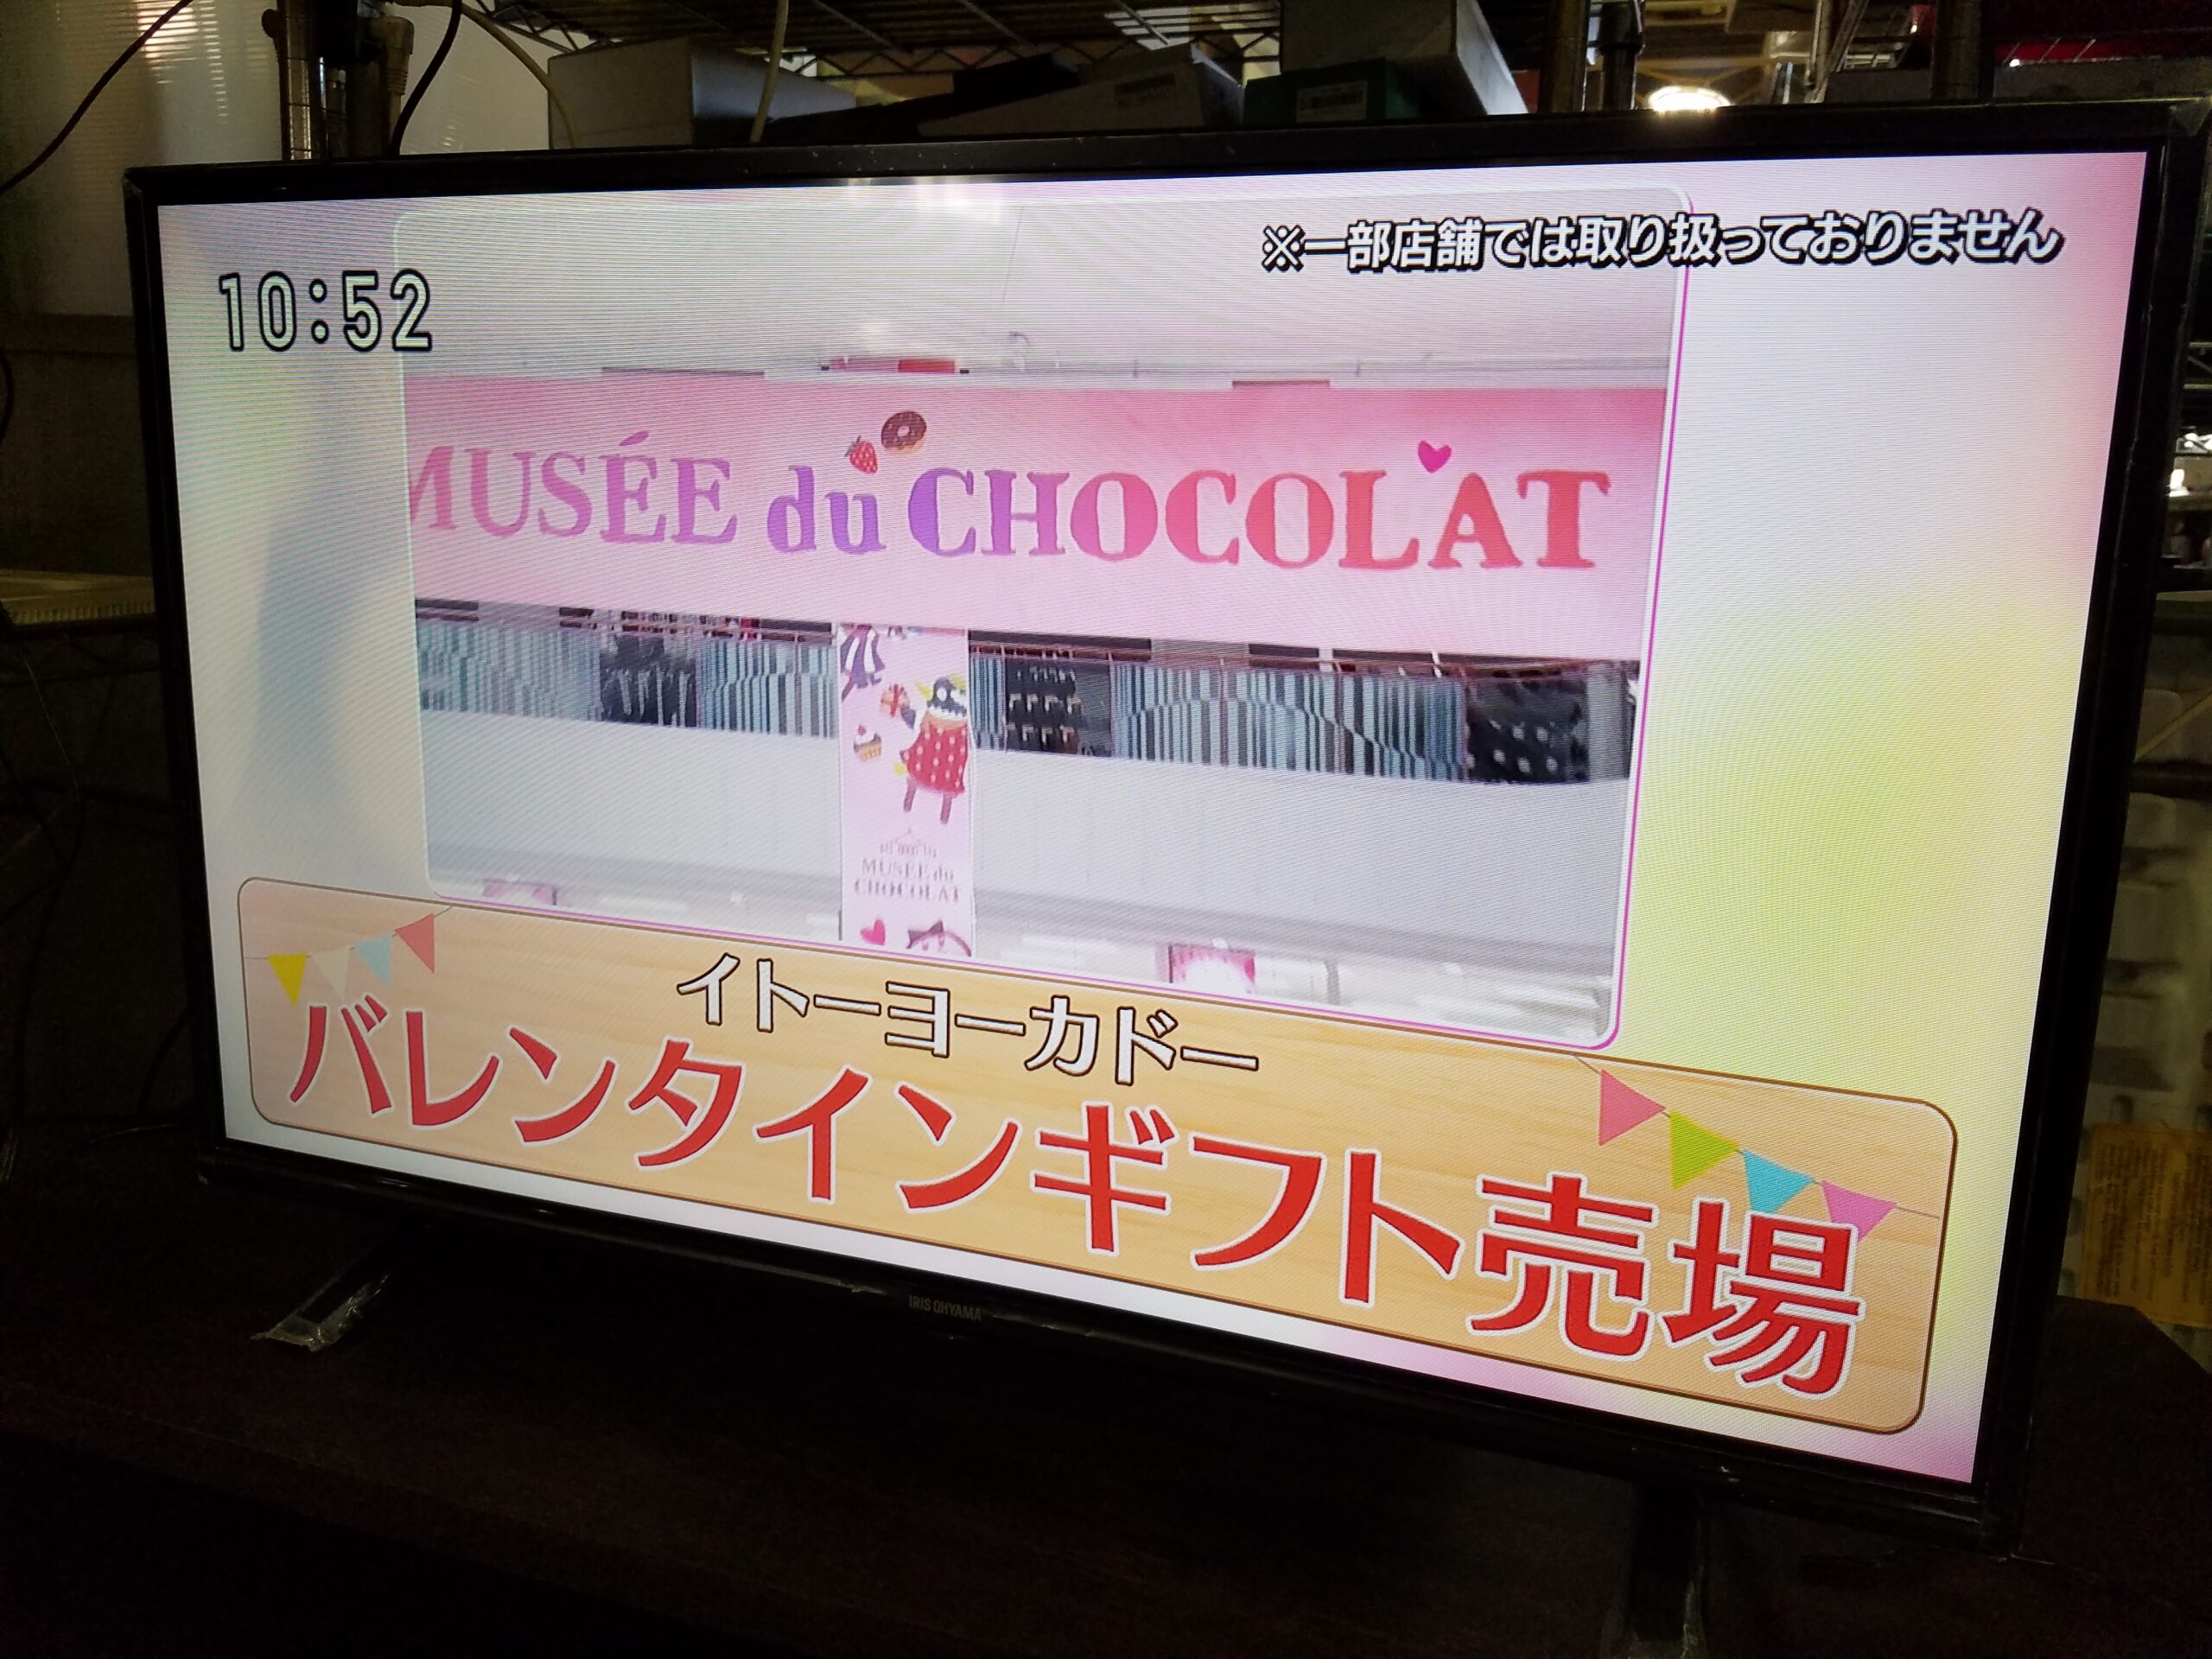 ※一部店舗では取り扱っておりません
10:52
MUSÉE du CHOCOLAT
MUSÉE du
CHOCOLAT
イトーヨーカドー
バレンタインギフト売場
IRIS OHYAMA